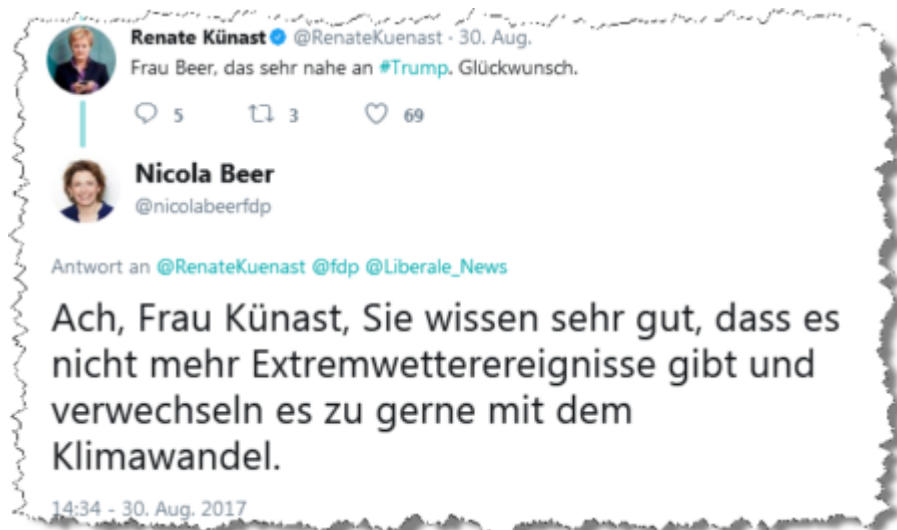 Renate Künast @RenateKuenast · 30. Aug.
Frau Beer, das sehr nahe an #Trump. Glückwunsch.
5 3 69
Nicola Beer
@nicolabeerfdp
Antwort an @RenateKuenast @fdp @Liberale_News
Ach, Frau Künast, Sie wissen sehr gut, dass es
nicht mehr Extremwetterereignisse gibt und
verwechseln es zu gerne mit dem
Klimawandel.
14:34 - 30. Aug. 2017